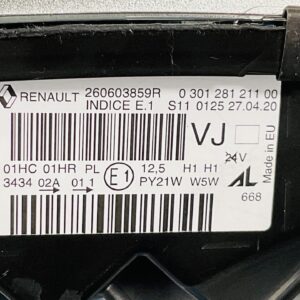 RENAULT 260603859R 0 301 281 211 00
INDICE E.1 S11 0125 27.04.20
VJ
Made in EU
24V
01HC 01HR PL E1 12,5 H1 H1 AL
3434 02A 01 1 PY21W W5W 668